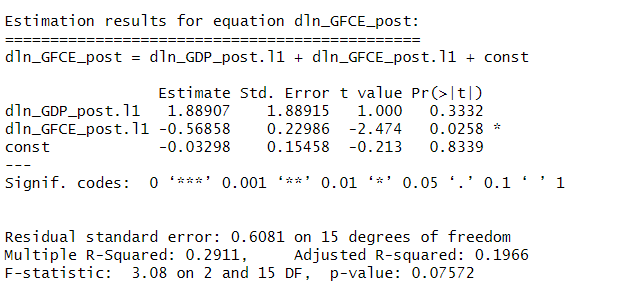 Estimation results for equation dln_GFCE_post:
==============================================
dln_GFCE_post = dln_GDP_post.l1 + dln_GFCE_post.l1 + const

Estimate Std. Error t value Pr(>|t|)
dln_GDP_post.l1 1.88907 1.88915 1.000 0.3332
dln_GFCE_post.l1 -0.56858 0.22986 -2.474 0.0258 *
const -0.03298 0.15458 -0.213 0.8339
---
Signif. codes: 0 ‘***’ 0.001 ‘**’ 0.01 ‘*’ 0.05 ‘.’ 0.1 ‘ ’ 1

Residual standard error: 0.6081 on 15 degrees of freedom
Multiple R-Squared: 0.2911, Adjusted R-squared: 0.1966
F-statistic: 3.08 on 2 and 15 DF, p-value: 0.07572